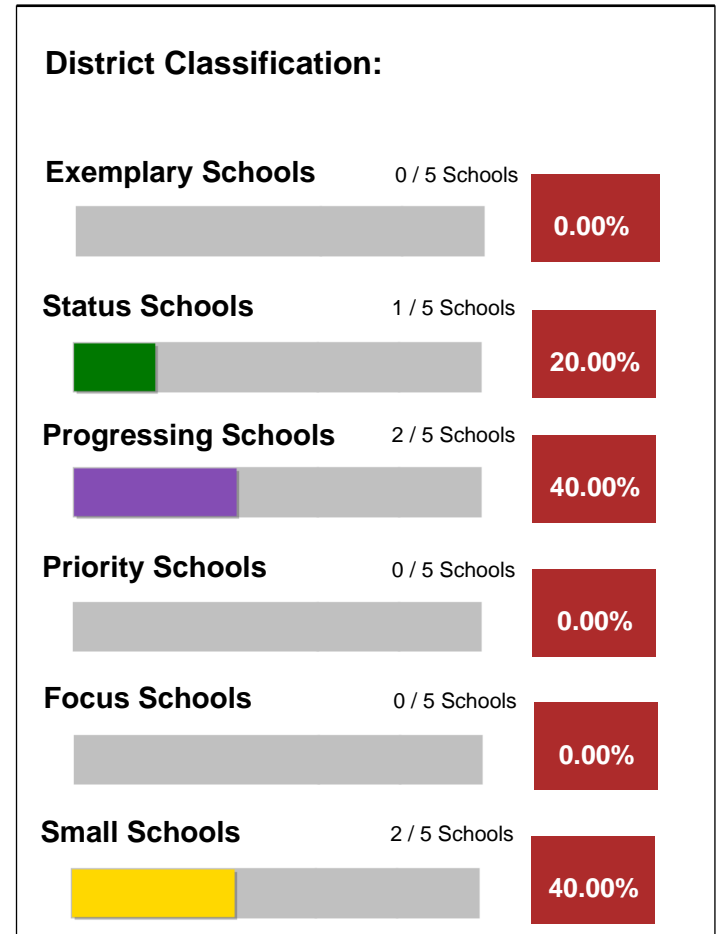 District Classification:
Exemplary Schools 0 / 5 Schools
0.00%
Status Schools 1 / 5 Schools
20.00%
Progressing Schools 2 / 5 Schools
40.00%
Priority Schools 0 / 5 Schools
0.00%
Focus Schools 0 / 5 Schools
0.00%
Small Schools 2 / 5 Schools
40.00%